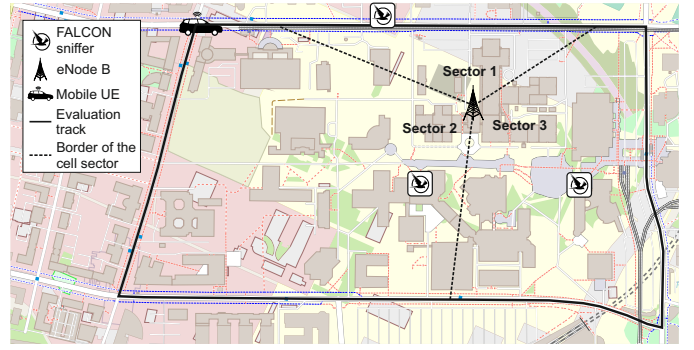 FALCON
sniffer
eNode B
Mobile UE
Evaluation
track
Border of the
cell sector
Sector 1
Sector 2
Sector 3